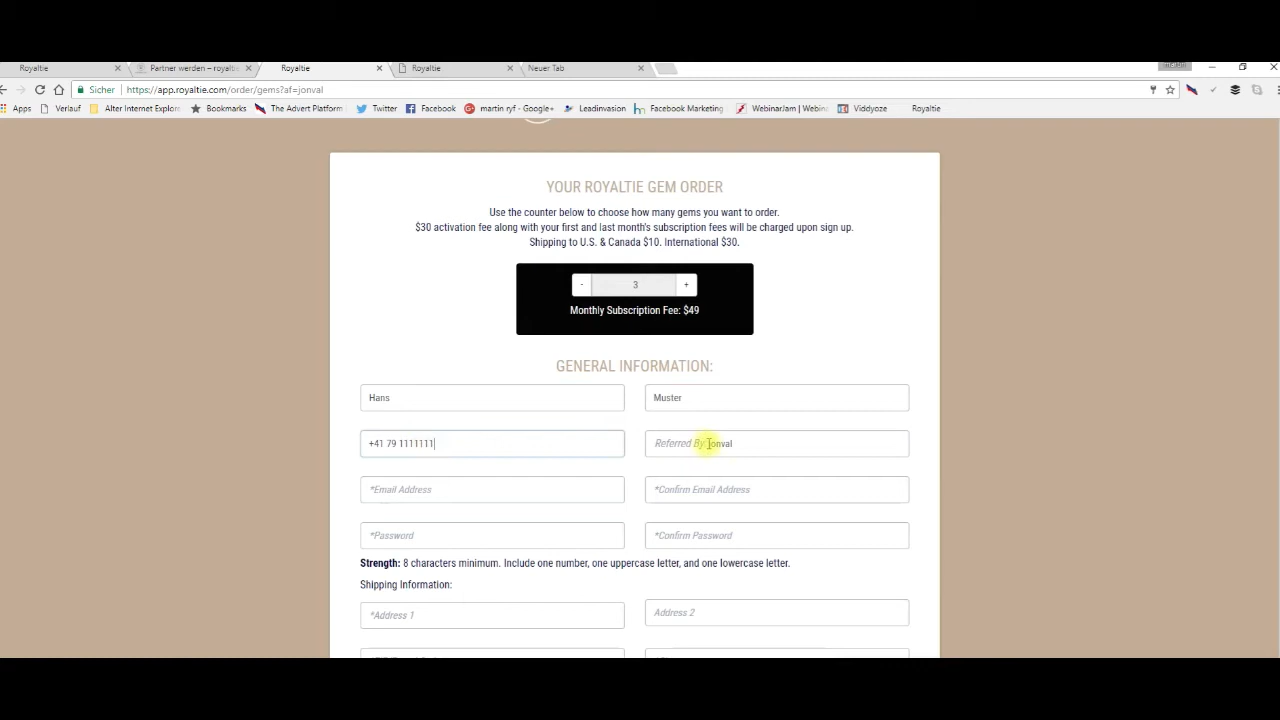 Royaltie
Partner werden – royaltie
Royaltie
Royaltie
Neuer Tab
Sicher
https://app.royaltie.com/order/gems?af=jonval
Apps
Verlauf
Alter Internet Explore
Bookmarks
The Advert Platform
Twitter
Facebook
martin ryf - Google+
Leadinvasion
Facebook Marketing
WebinarJam | Webin
Viddyoze
Royaltie
YOUR ROYALTIE GEM ORDER
Use the counter below to choose how many gems you want to order.
$30 activation fee along with your first and last month's subscription fees will be charged upon sign up.
Shipping to U.S. & Canada $10. International $30.
- 3 +
Monthly Subscription Fee: $49
GENERAL INFORMATION:
Hans
Muster
+41 79 1111111
Referred By: jonval
*Email Address
*Confirm Email Address
*Password
*Confirm Password
Strength: 8 characters minimum. Include one number, one uppercase letter, and one lowercase letter.
Shipping Information:
*Address 1
Address 2